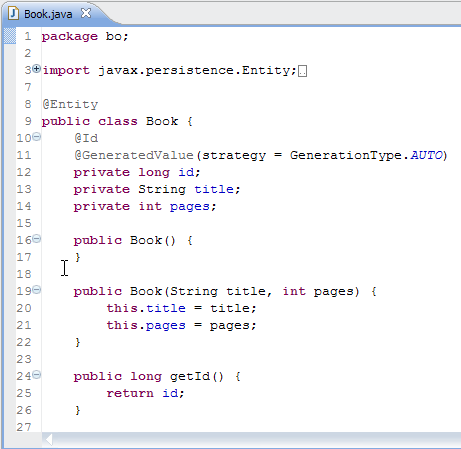 Book.java
1 package bo;
2
3 import javax.persistence.Entity;
7
8 @Entity
9 public class Book {
10     @Id
11     @GeneratedValue(strategy = GenerationType.AUTO)
12     private long id;
13     private String title;
14     private int pages;
15
16     public Book() {
17     }
18
19     public Book(String title, int pages) {
20         this.title = title;
21         this.pages = pages;
22     }
23
24     public long getId() {
25         return id;
26     }
27